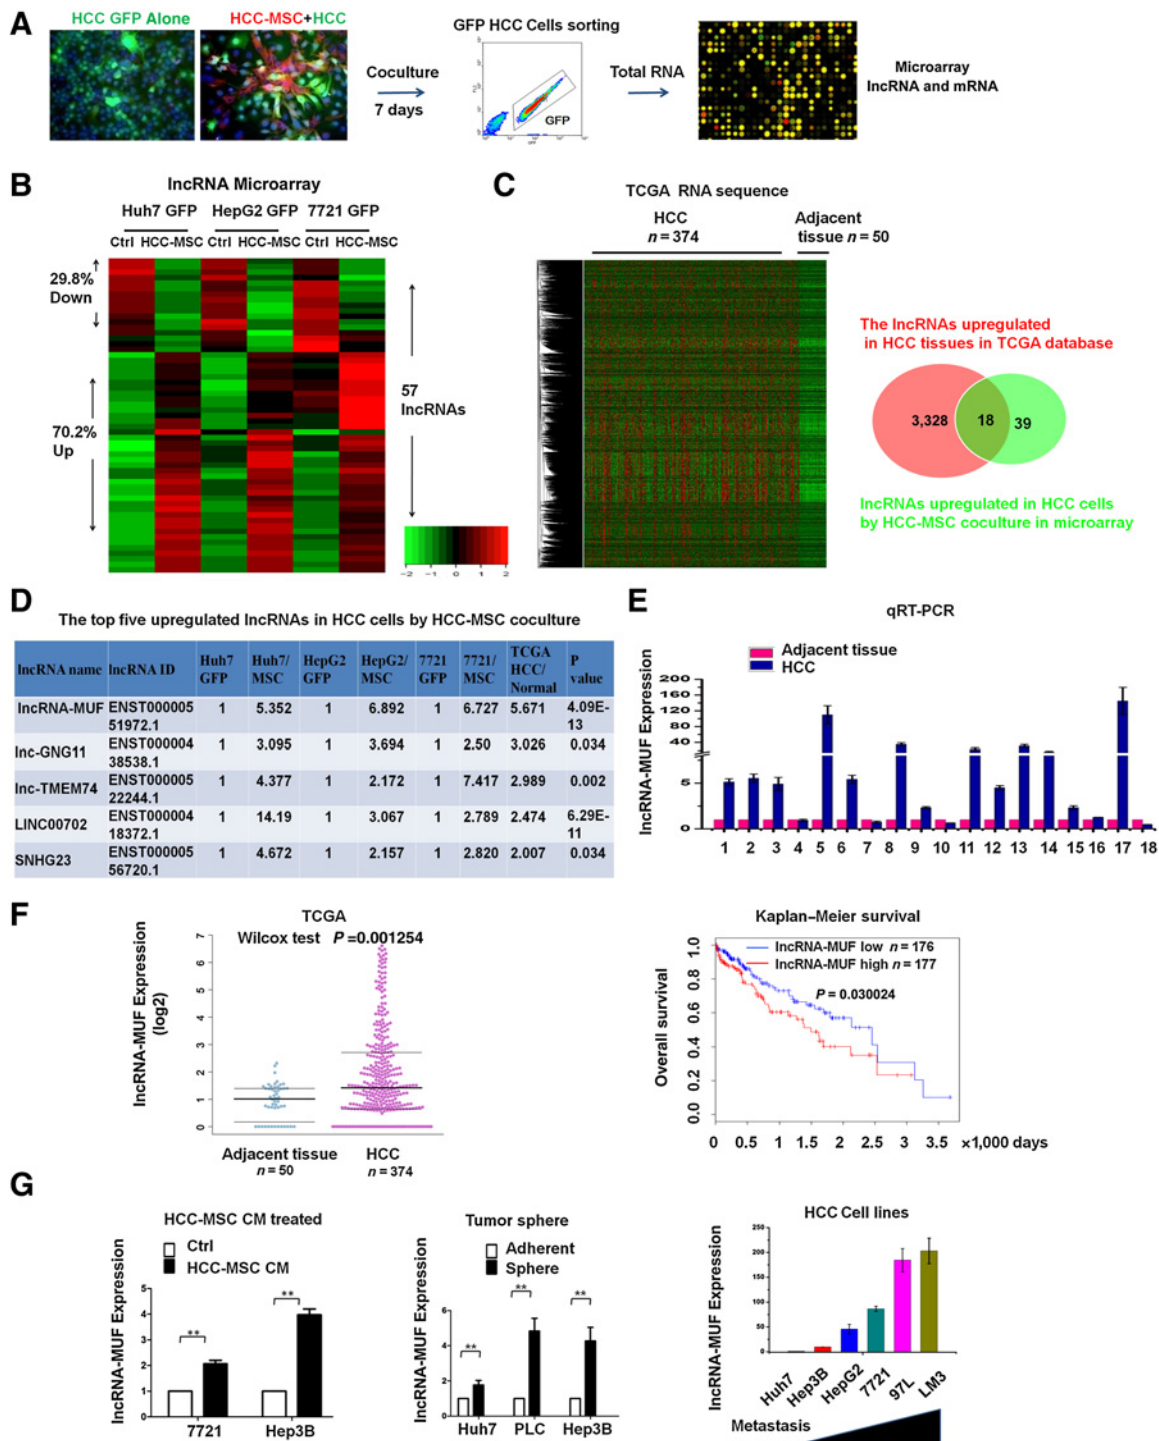 A
HCC GFP Alone
HCC-MSC+HCC
Coculture
7 days
GFP HCC Cells sorting
GFP
Total RNA
Microarray
lncRNA and mRNA
B
lncRNA Microarray
Huh7 GFP HepG2 GFP 7721 GFP
Ctrl HCC-MSC Ctrl HCC-MSC Ctrl HCC-MSC
29.8%
Down
70.2%
Up
57
lncRNAs
-2 -1 0 1 2
C
TCGA RNA sequence
HCC
n = 374
Adjacent
tissue n = 50
The lncRNAs upregulated
in HCC tissues in TCGA database
3,328 18 39
lncRNAs upregulated in HCC cells
by HCC-MSC coculture in microarray
D
The top five upregulated lncRNAs in HCC cells by HCC-MSC coculture
lncRNA name lncRNA ID Huh7 GFP Huh7/ MSC HepG2 GFP HepG2/ MSC 7721 GFP 7721/ MSC TCGA HCC/ Normal P value
lncRNA-MUF ENST00000551972.1 1 5.352 1 6.892 1 6.727 5.671 4.09E-13
lnc-GNG11 ENST00000438538.1 1 3.095 1 3.694 1 2.50 3.026 0.034
lnc-TMEM74 ENST00000522244.1 1 4.377 1 2.172 1 7.417 2.989 0.002
LINC00702 ENST00000418372.1 1 14.19 1 3.067 1 2.789 2.474 6.29E-11
SNHG23 ENST00000556720.1 1 4.672 1 2.157 1 2.820 2.007 0.034
E
qRT-PCR
Adjacent tissue
HCC
lncRNA-MUF Expression
200
160
120
80
40
5
0
1 2 3 4 5 6 7 8 9 10 11 12 13 14 15 16 17 18
F
TCGA
Wilcox test P =0.001254
lncRNA-MUF Expression
(log2)
7
6
5
4
3
2
1
0
Adjacent tissue
n = 50
HCC
n = 374
Kaplan–Meier survival
lncRNA-MUF low n = 176
lncRNA-MUF high n = 177
P = 0.030024
Overall survival
1.0
0.8
0.6
0.4
0.2
0.0
0 0.5 1 1.5 2 2.5 3 3.5 ×1,000 days
G
HCC-MSC CM treated
Ctrl
HCC-MSC CM
lncRNA-MUF Expression
5
4
3
2
1
0
** **
7721 Hep3B
Tumor sphere
Adherent
Sphere
lncRNA-MUF Expression
6
4
2
0
** ** **
Huh7 PLC Hep3B
HCC Cell lines
lncRNA-MUF Expression
250
200
150
100
50
0
Huh7 Hep3B HepG2 7721 97L LM3
Metastasis